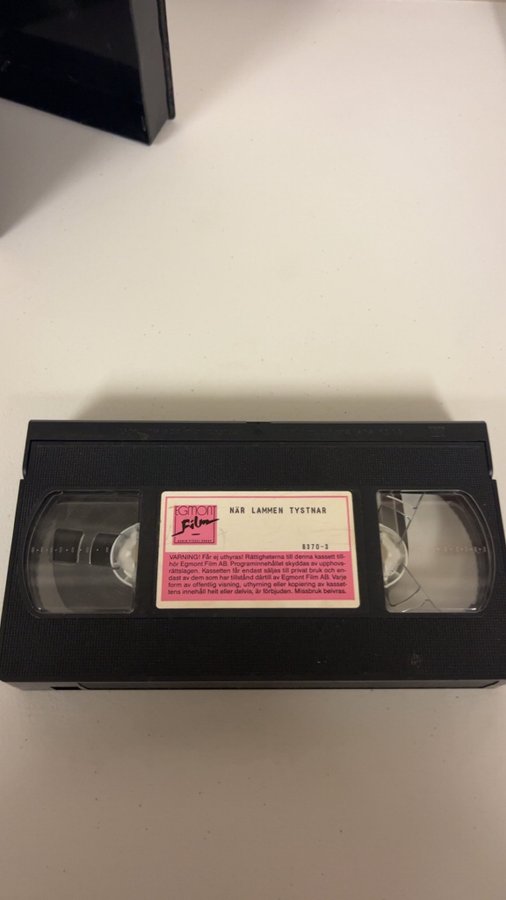 EGMONT
Film
NÄR LAMMEN TYSTNAR
8370-3
VARNING! Får ej uthyras! Rättigheterna till denna kassett till-
hör Egmont Film AB. Programinnehållet skyddas av upphovs-
rättslagen. Kassetten får endast säljas till privat bruk och en-
dast av dem som har tillstånd därtill av Egmont Film AB. Varje
form av offentlig visning, uthyrning eller kopiering av kasset-
tens innehåll helt eller delvis, är förbjuden. Missbruk beivras.